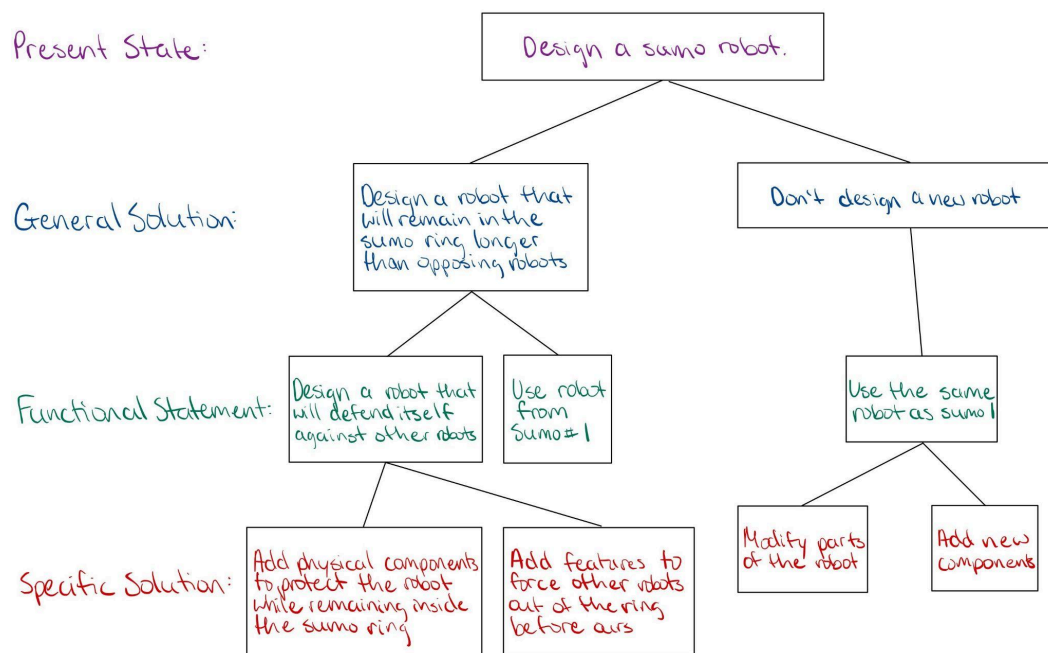 Present State:
Design a sumo robot.
General Solution:
Design a robot that
will remain in the
sumo ring longer
than opposing robots
Don't design a new robot
Functional Statement:
Design a robot that
will defend itself
against other robots
Use robot
from
Sumo#1
Use the same
robot as sumo 1
Specific Solution:
Add physical components
to protect the robot
while remaining inside
the sumo ring
Add features to
force other robots
out of the ring
before ours
Modify parts
of the robot
Add new
components